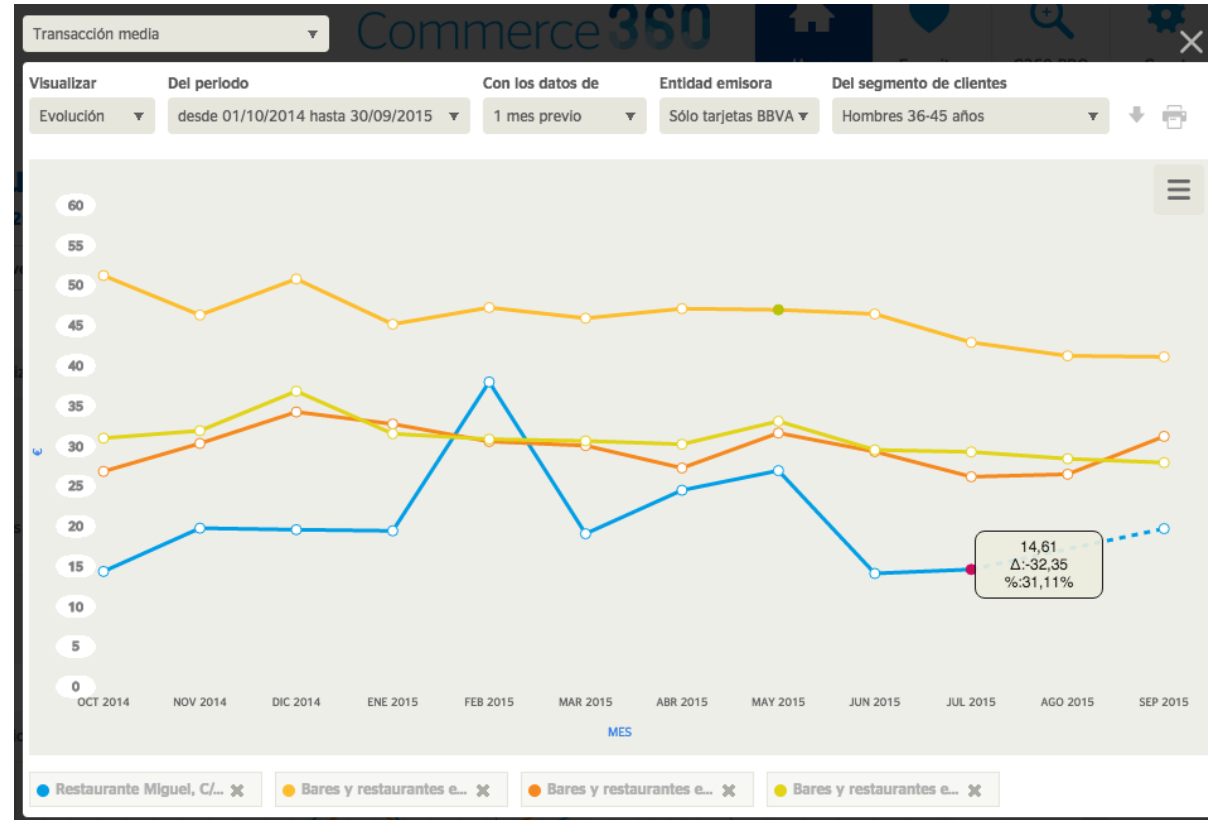 Transacción media
Commerce 360
Visualizar Del periodo Con los datos de Entidad emisora Del segmento de clientes
Evolución desde 01/10/2014 hasta 30/09/2015 1 mes previo Sólo tarjetas BBVA Hombres 36-45 años
60
55
50
45
40
35
30
€
25
20
15
10
5
0
14,61
Δ:-32,35
%:31,11%
OCT 2014 NOV 2014 DIC 2014 ENE 2015 FEB 2015 MAR 2015 ABR 2015 MAY 2015 JUN 2015 JUL 2015 AGO 2015 SEP 2015
MES
Restaurante Miguel, C/... Bares y restaurantes e... Bares y restaurantes e... Bares y restaurantes e...